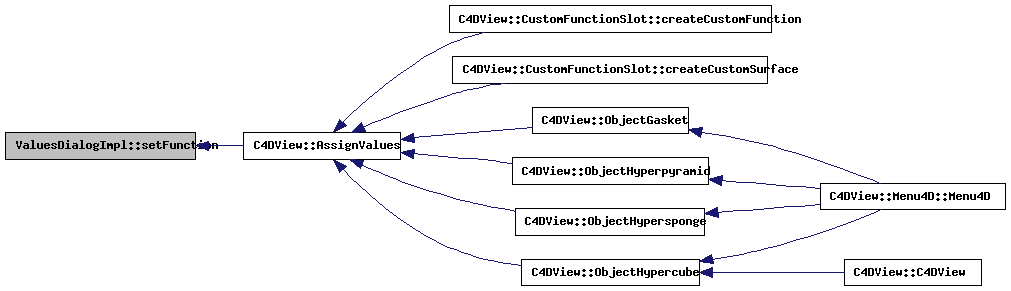 C4DView::CustomFunctionSlot::createCustomFunction
C4DView::CustomFunctionSlot::createCustomSurface
C4DView::ObjectGasket
ValuesDialogImpl::setFunction
C4DView::AssignValues
C4DView::ObjectHyperpyramid
C4DView::Menu4D::Menu4D
C4DView::ObjectHypersponge
C4DView::ObjectHypercube
C4DView::C4DView